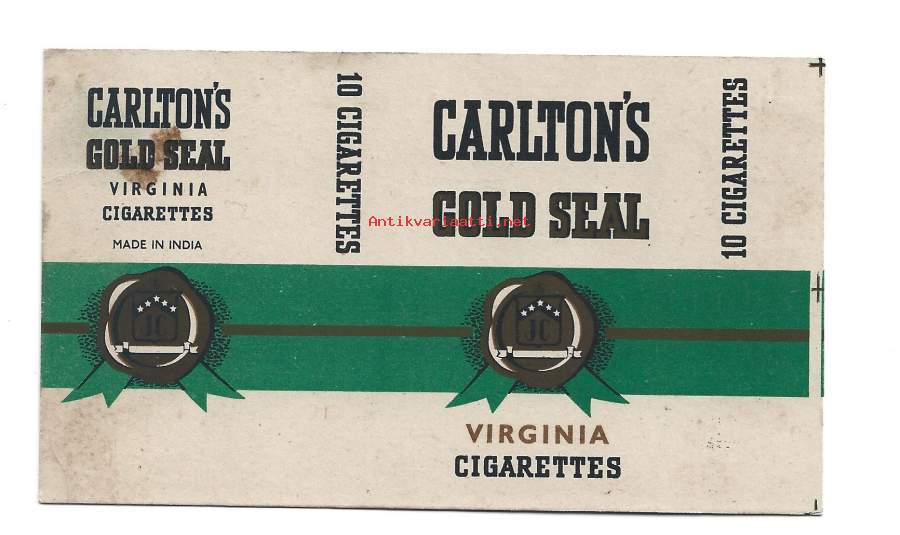 CARLTON'S
GOLD SEAL
VIRGINIA
CIGARETTES
MADE IN INDIA
JC
10 CIGARETTES
CARLTON'S
GOLD SEAL
JC
VIRGINIA
CIGARETTES
10 CIGARETTES
Antikvariaatti.net